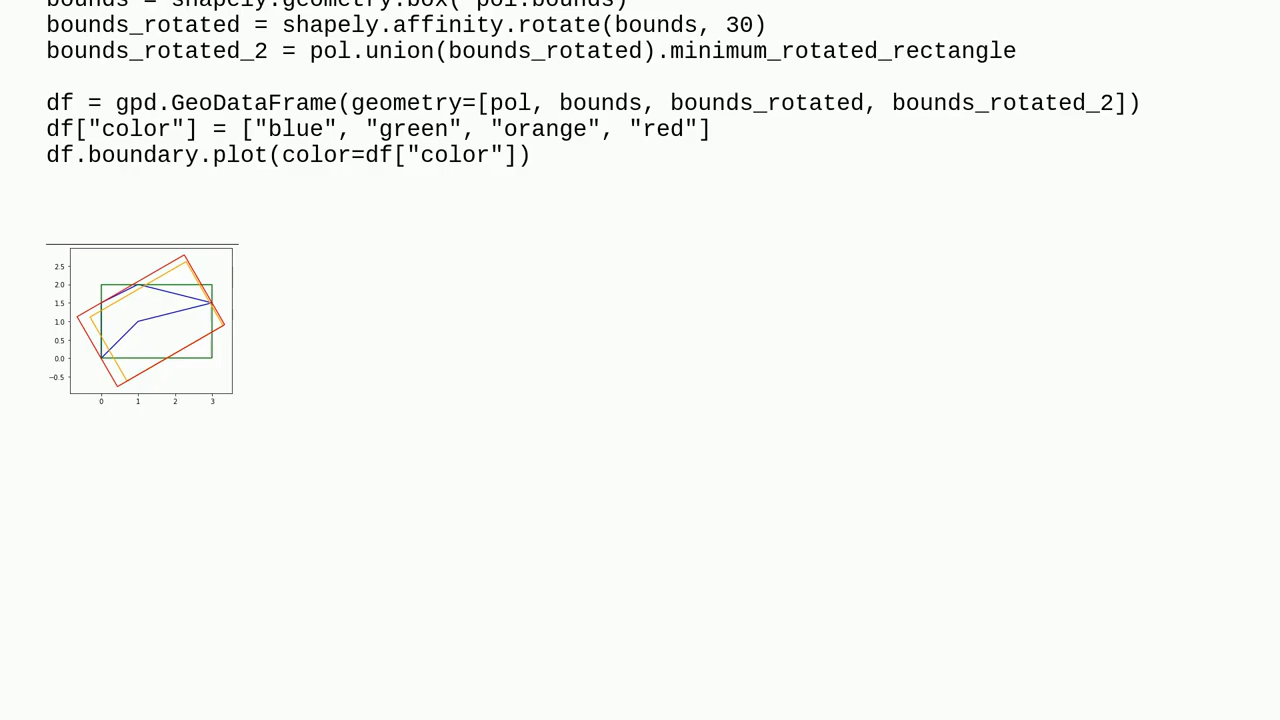 bounds = shapely.geometry.box( pol.bounds)
bounds_rotated = shapely.affinity.rotate(bounds, 30)
bounds_rotated_2 = pol.union(bounds_rotated).minimum_rotated_rectangle
df = gpd.GeoDataFrame(geometry=[pol, bounds, bounds_rotated, bounds_rotated_2])
df["color"] = ["blue", "green", "orange", "red"]
df.boundary.plot(color=df["color"])
2.5
2.0
1.5
1.0
0.5
0.0
−0.5
0 1 2 3